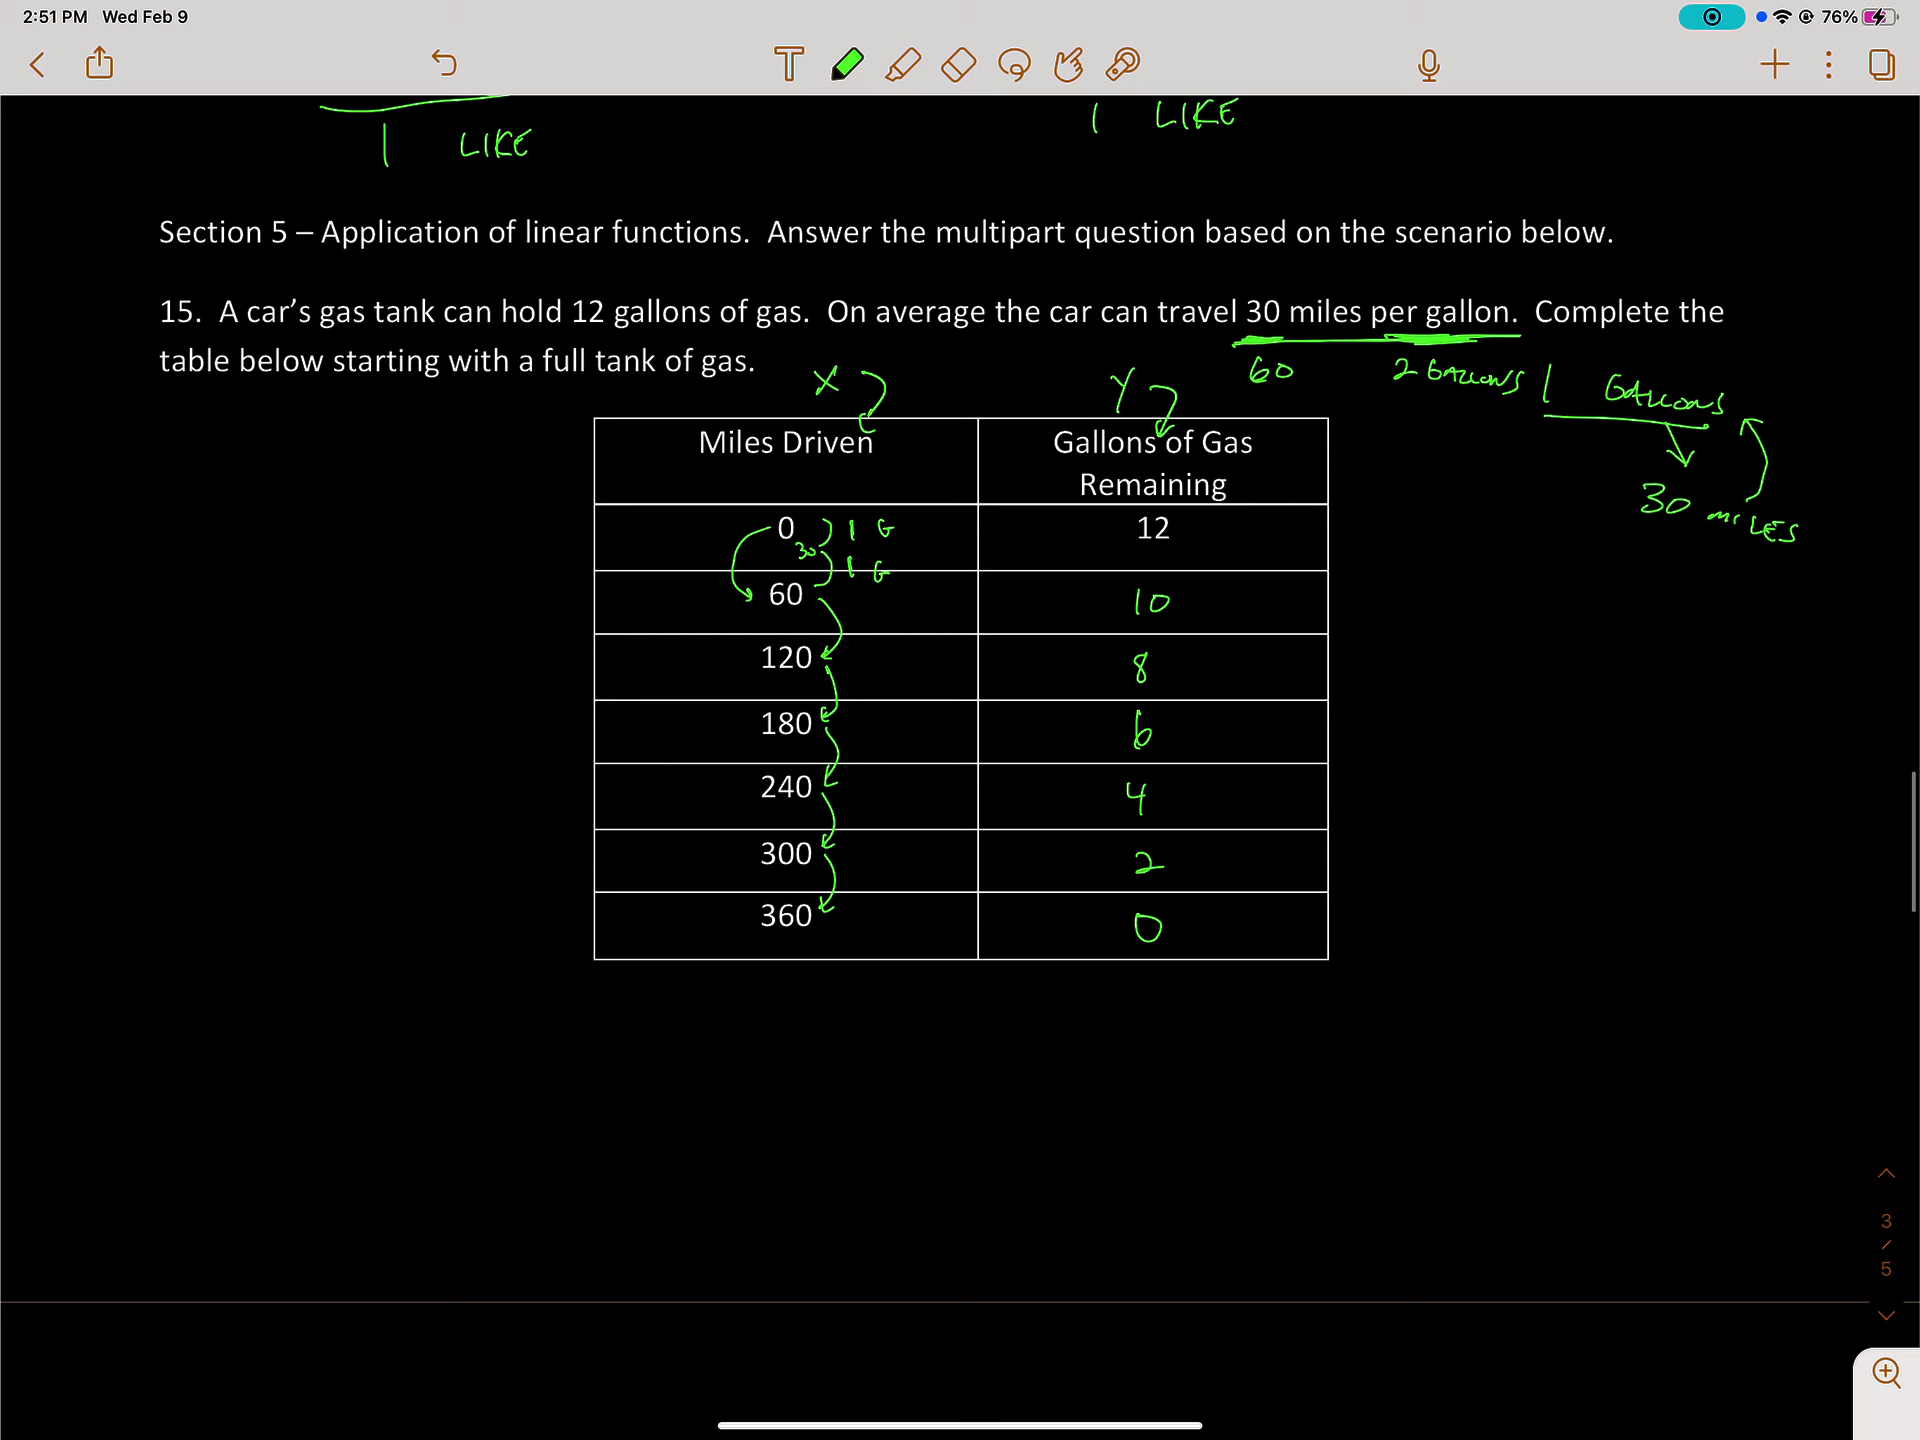 2:51 PM Wed Feb 9
76%
T
1 LIKE
1 LIKE
Section 5 – Application of linear functions. Answer the multipart question based on the scenario below.
15. A car’s gas tank can hold 12 gallons of gas. On average the car can travel 30 miles per gallon. Complete the
table below starting with a full tank of gas.
60 2 GALLONS
1 GALLONS
30 MILES
X Y
Miles Driven Gallons of Gas
Remaining
0 1 G 12
30
1 G
60 10
120 8
180 6
240 4
300 2
360 0
3
/
5